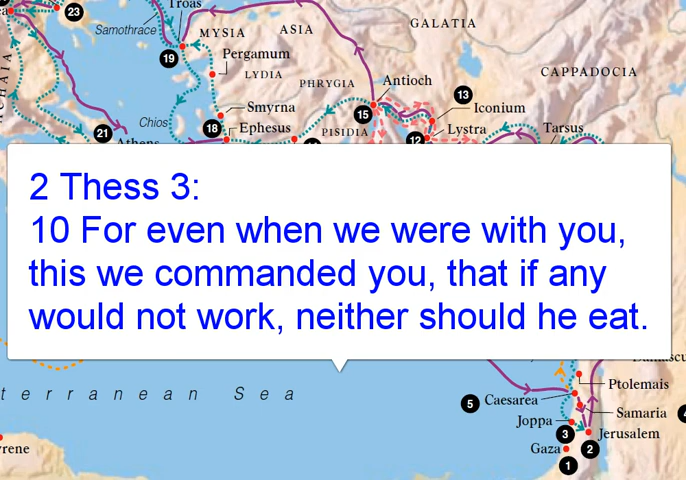 Troas
23
Samothrace
MYSIA
ASIA
GALATIA
19
Pergamum
LYDIA
PHRYGIA
Antioch
CAPPADOCIA
13
Smyrna
Iconium
15
Chios
18
Ephesus
PISIDIA
12
Lystra
Tarsus
21
Athens
2 Thess 3:
10 For even when we were with you,
this we commanded you, that if any
would not work, neither should he eat.
terranean Sea
Ptolemais
5
Caesarea
Samaria
Joppa
3
Jerusalem
Gaza
2
1